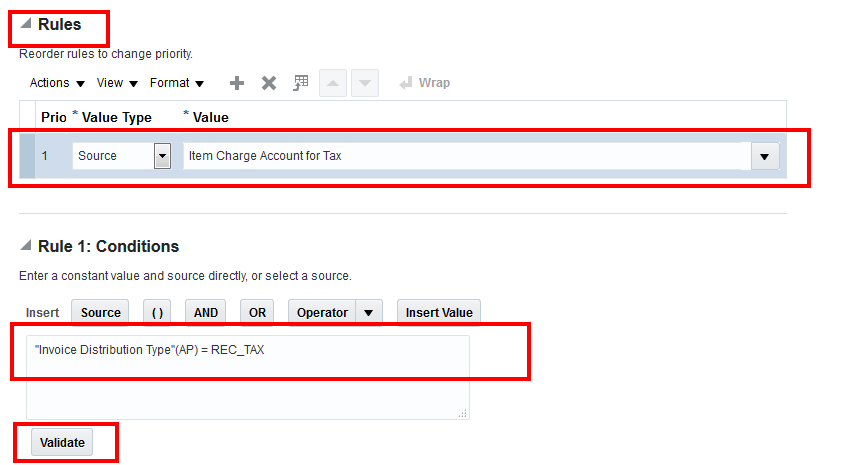 Rules
Reorder rules to change priority.
Actions View Format Wrap
Prio * Value Type * Value
1 Source Item Charge Account for Tax
Rule 1: Conditions
Enter a constant value and source directly, or select a source.
Insert Source ( ) AND OR Operator Insert Value
"Invoice Distribution Type"(AP) = REC_TAX
Validate